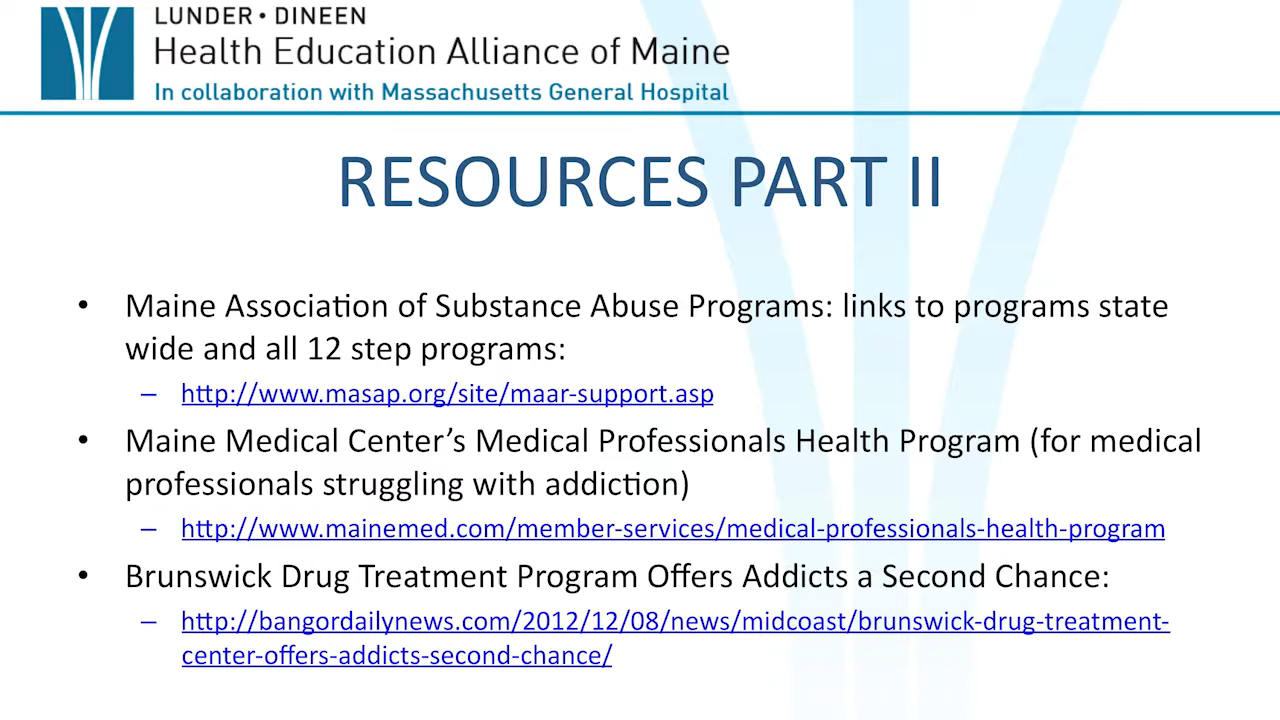 LUNDER • DINEEN
Health Education Alliance of Maine
In collaboration with Massachusetts General Hospital
RESOURCES PART II
• Maine Association of Substance Abuse Programs: links to programs state
wide and all 12 step programs:
– http://www.masap.org/site/maar-support.asp
• Maine Medical Center’s Medical Professionals Health Program (for medical
professionals struggling with addiction)
– http://www.mainemed.com/member-services/medical-professionals-health-program
• Brunswick Drug Treatment Program Offers Addicts a Second Chance:
– http://bangordailynews.com/2012/12/08/news/midcoast/brunswick-drug-treatment-
center-offers-addicts-second-chance/